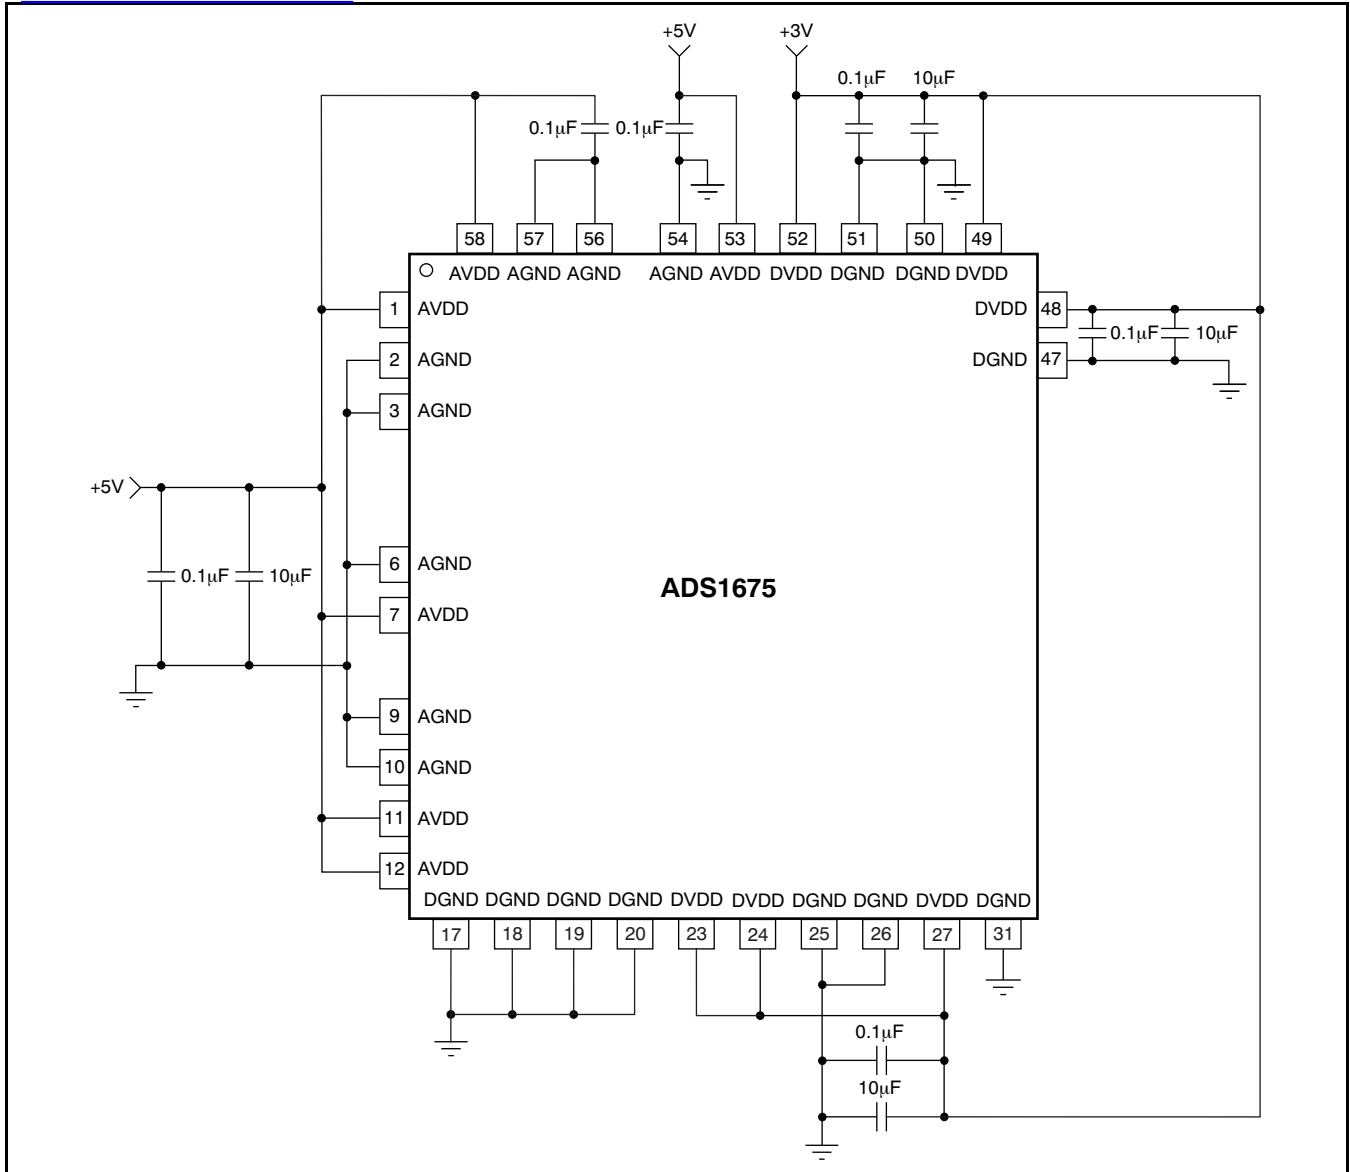 +5V +3V
0.1μF 10μF
0.1μF 0.1μF
58 57 56 54 53 52 51 50 49
AVDD AGND AGND AGND AVDD DVDD DGND DGND DVDD
1 AVDD DVDD 48
0.1μF 10μF
2 AGND DGND 47
3 AGND
+5V
6 AGND
0.1μF 10μF
ADS1675
7 AVDD
9 AGND
10 AGND
11 AVDD
12 AVDD
DGND DGND DGND DGND DVDD DVDD DGND DGND DVDD DGND
17 18 19 20 23 24 25 26 27 31
0.1μF
10μF